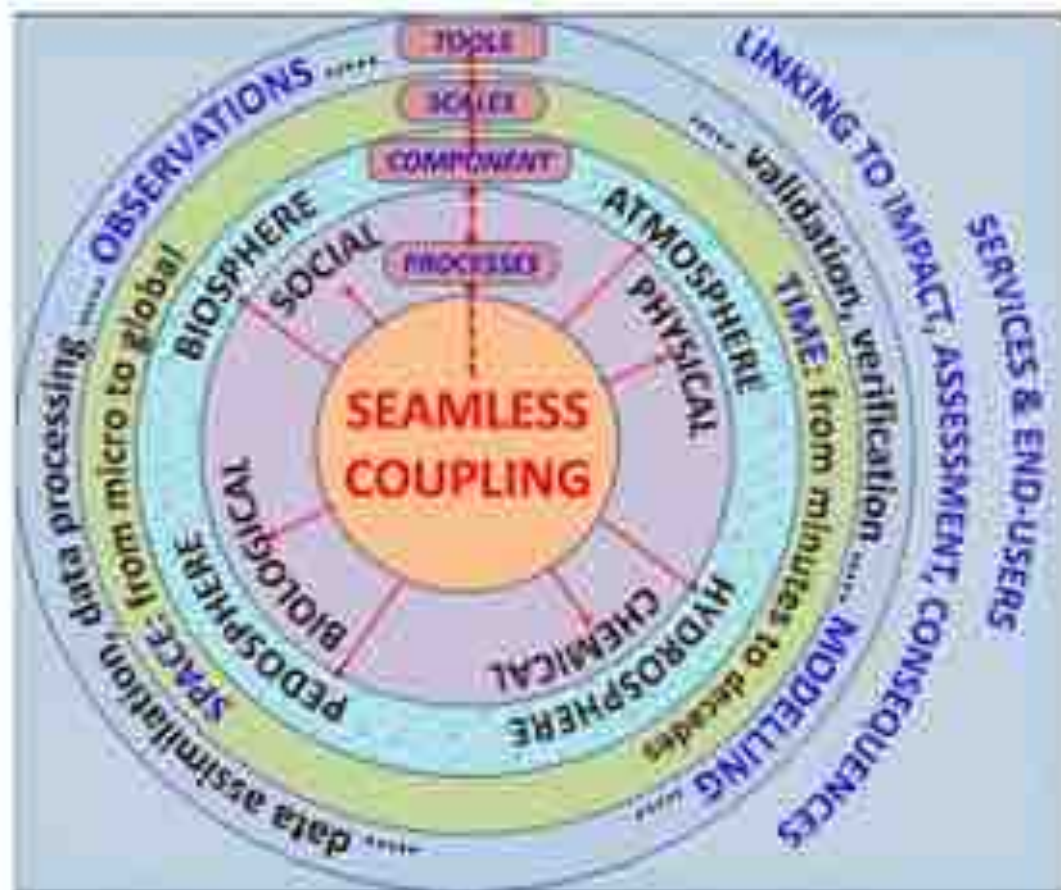 TOOLS
SCALES
COMPONENT
PROCESSES
SEAMLESS
COUPLING
SOCIAL
PHYSICAL
CHEMICAL
BIOLOGICAL
BIOSPHERE
ATMOSPHERE
HYDROSPHERE
PEDOSPHERE
SPACE: from micro to global
TIME: from minutes to decades
..... data assimilation, data processing ..... OBSERVATIONS .....
..... validation, verification ..... MODELLING .....
LINKING TO IMPACT, ASSESSMENT, CONSEQUENCES
SERVICES & END-USERS